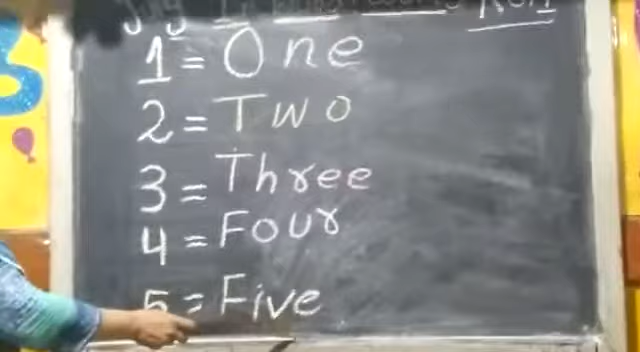 1 = One
2 = Two
3 = Three
4 = Four
5 = Five